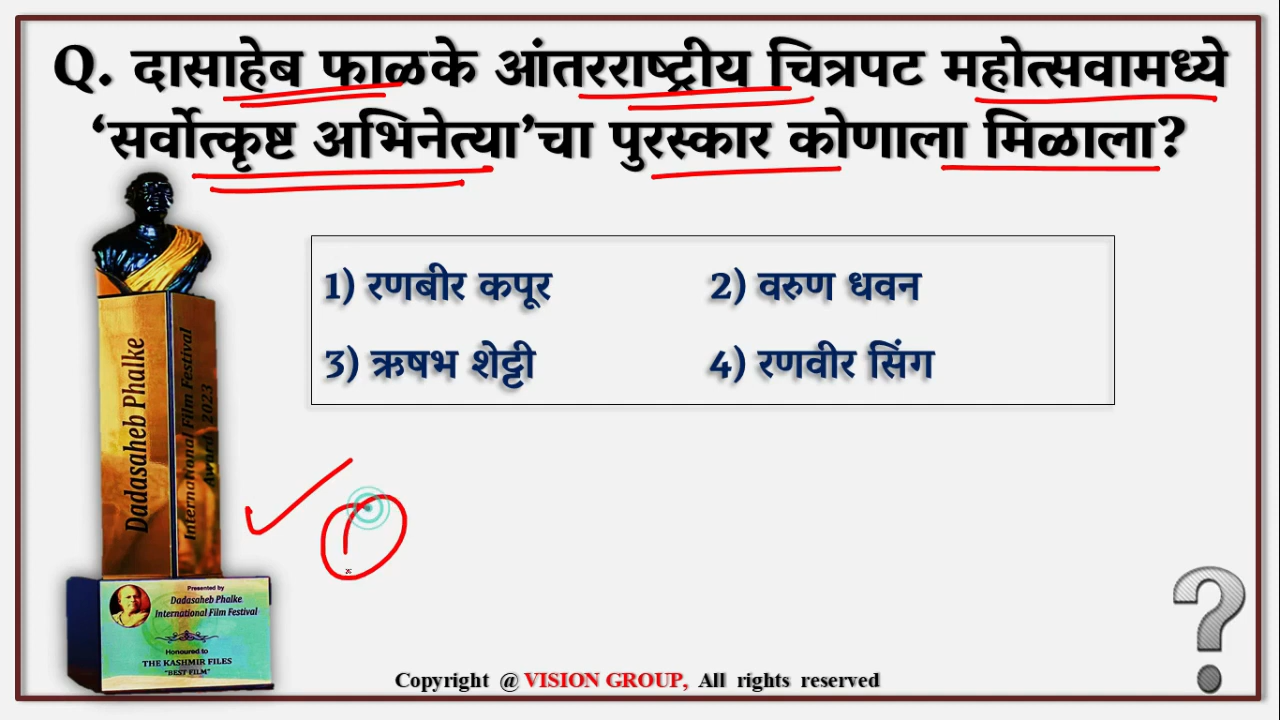 Q. दासाहेब फाळके आंतरराष्ट्रीय चित्रपट महोत्सवामध्ये
‘सर्वोत्कृष्ट अभिनेत्या’चा पुरस्कार कोणाला मिळाला?
1) रणबीर कपूर 2) वरुण धवन
3) ऋषभ शेट्टी 4) रणवीर सिंग
Dadasaheb Phalke
International Film Festival
Award 2023
Presented by
Dadasaheb Phalke
International Film Festival
Honoured to
THE KASHMIR FILES
"BEST FILM"
Copyright @ VISION GROUP, All rights reserved
?